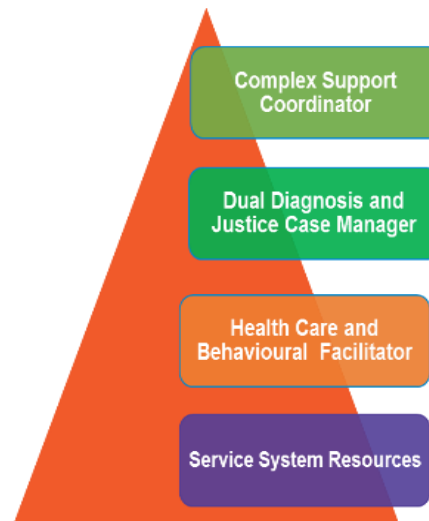 Complex Support
Coordinator
Dual Diagnosis and
Justice Case Manager
Health Care and
Behavioural Facilitator
Service System Resources